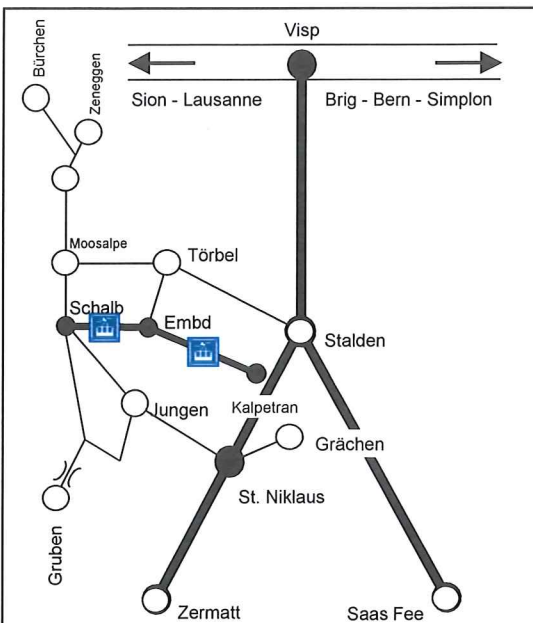 Visp
Bürchen
Zeneggen
Sion - Lausanne
Brig - Bern - Simplon
Moosalpe
Törbel
Schalb
Embd
Stalden
Jungen
Kalpetran
Grächen
St. Niklaus
Gruben
Zermatt
Saas Fee